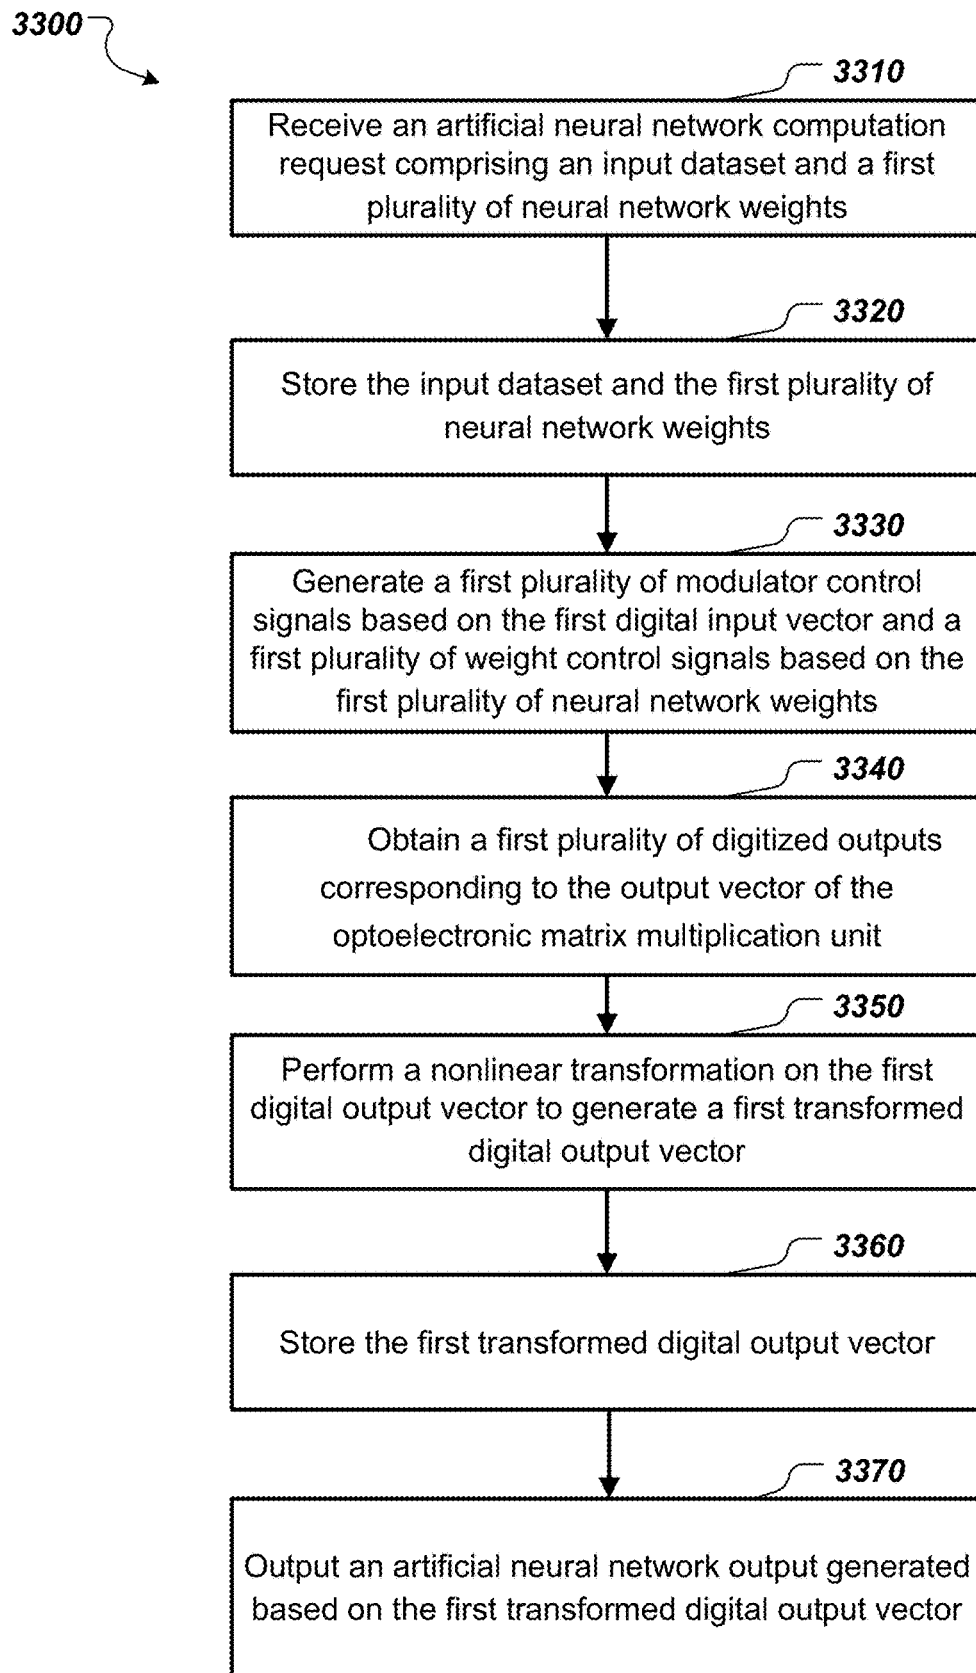 3300
3310
Receive an artificial neural network computation
request comprising an input dataset and a first
plurality of neural network weights
3320
Store the input dataset and the first plurality of
neural network weights
3330
Generate a first plurality of modulator control
signals based on the first digital input vector and a
first plurality of weight control signals based on the
first plurality of neural network weights
3340
Obtain a first plurality of digitized outputs
corresponding to the output vector of the
optoelectronic matrix multiplication unit
3350
Perform a nonlinear transformation on the first
digital output vector to generate a first transformed
digital output vector
3360
Store the first transformed digital output vector
3370
Output an artificial neural network output generated
based on the first transformed digital output vector